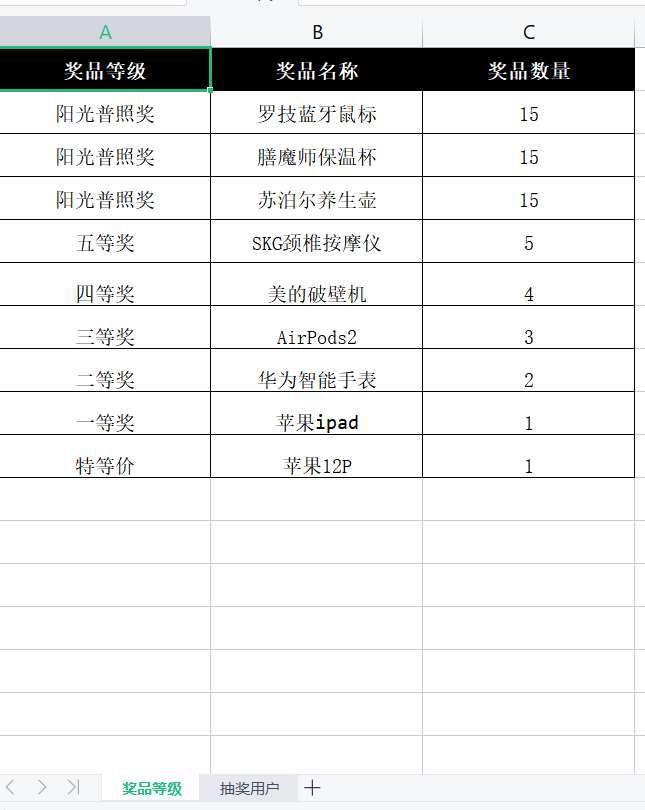 A B C
奖品等级 奖品名称 奖品数量
阳光普照奖 罗技蓝牙鼠标 15
阳光普照奖 膳魔师保温杯 15
阳光普照奖 苏泊尔养生壶 15
五等奖 SKG颈椎按摩仪 5
四等奖 美的破壁机 4
三等奖 AirPods2 3
二等奖 华为智能手表 2
一等奖 苹果ipad 1
特等价 苹果12P 1
奖品等级 抽奖用户